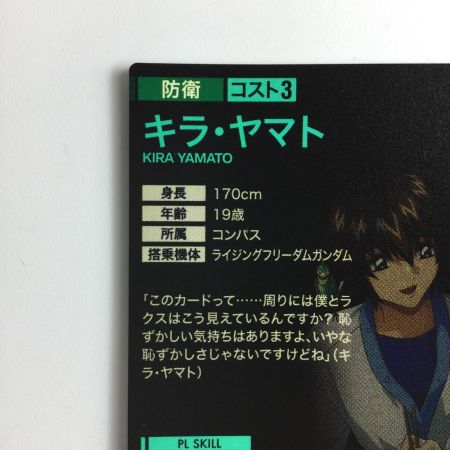 防衛 コスト3
キラ・ヤマト
KIRA YAMATO
身長 170cm
年齢 19歳
所属 コンパス
搭乗機体 ライジングフリーダムガンダム
「このカードって……周りには僕とラ
クスはこう見えているんですか? 恥
ずかしい気持ちはありますよ、いやな
恥ずかしさじゃないですけどね」(キ
ラ・ヤマト)
PL SKILL